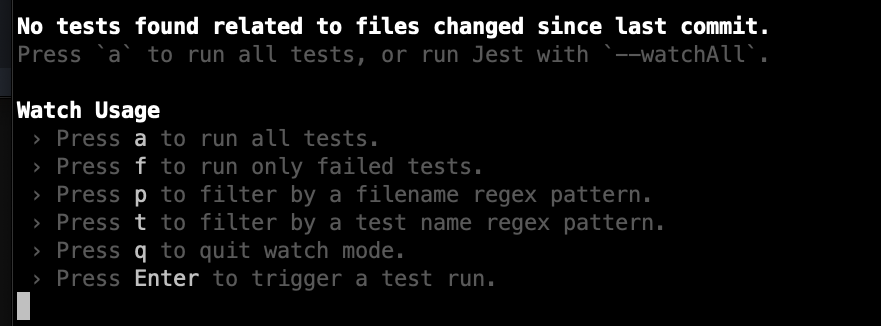 No tests found related to files changed since last commit.
Press `a` to run all tests, or run Jest with `--watchAll`.
Watch Usage
› Press a to run all tests.
› Press f to run only failed tests.
› Press p to filter by a filename regex pattern.
› Press t to filter by a test name regex pattern.
› Press q to quit watch mode.
› Press Enter to trigger a test run.